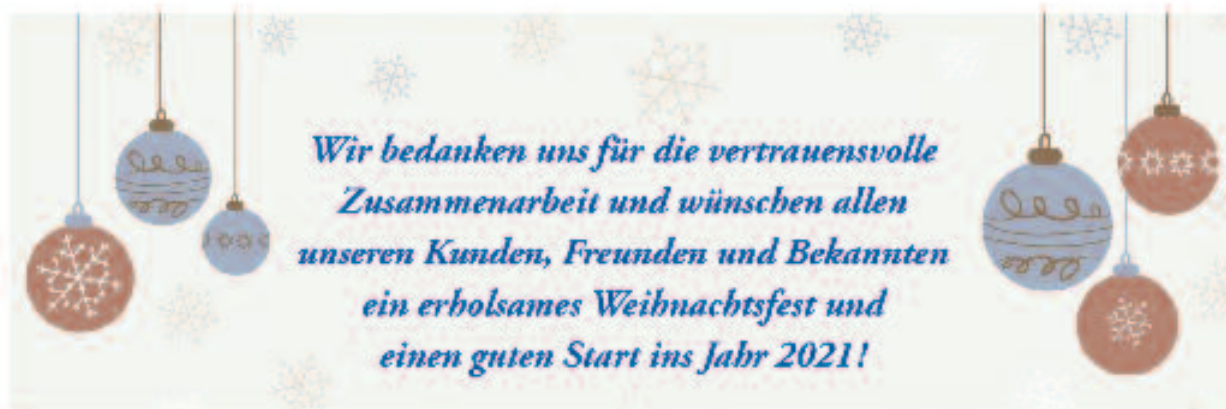 Wir bedanken uns für die vertrauensvolle
Zusammenarbeit und wünschen allen
unseren Kunden, Freunden und Bekannten
ein erholsames Weihnachtsfest und
einen guten Start ins Jahr 2021!